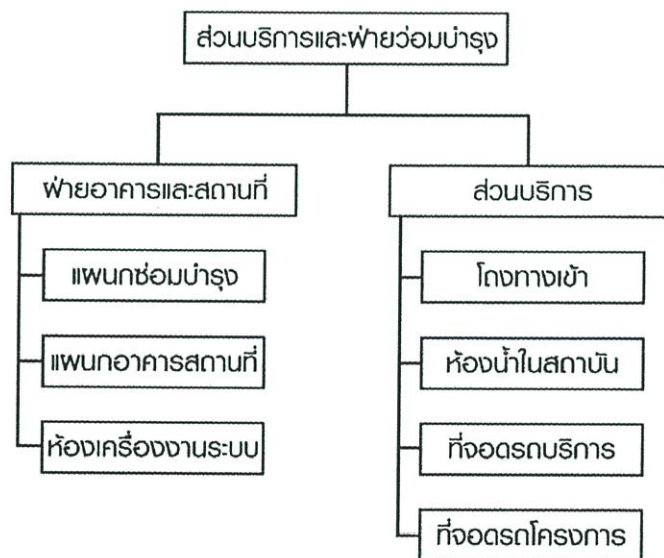 ส่วนบริการและฝ่ายว่อมบำรุง
ฝ่ายอาคารและสถานที่
ส่วนบริการ
แผนกซ่อมบำรุง
โถงทางเข้า
แผนกอาคารสถานที่
ห้องน้ำในสถาบัน
ห้องเครื่องงานระบบ
ที่จอดรถบริการ
ที่จอดรถโครงการ